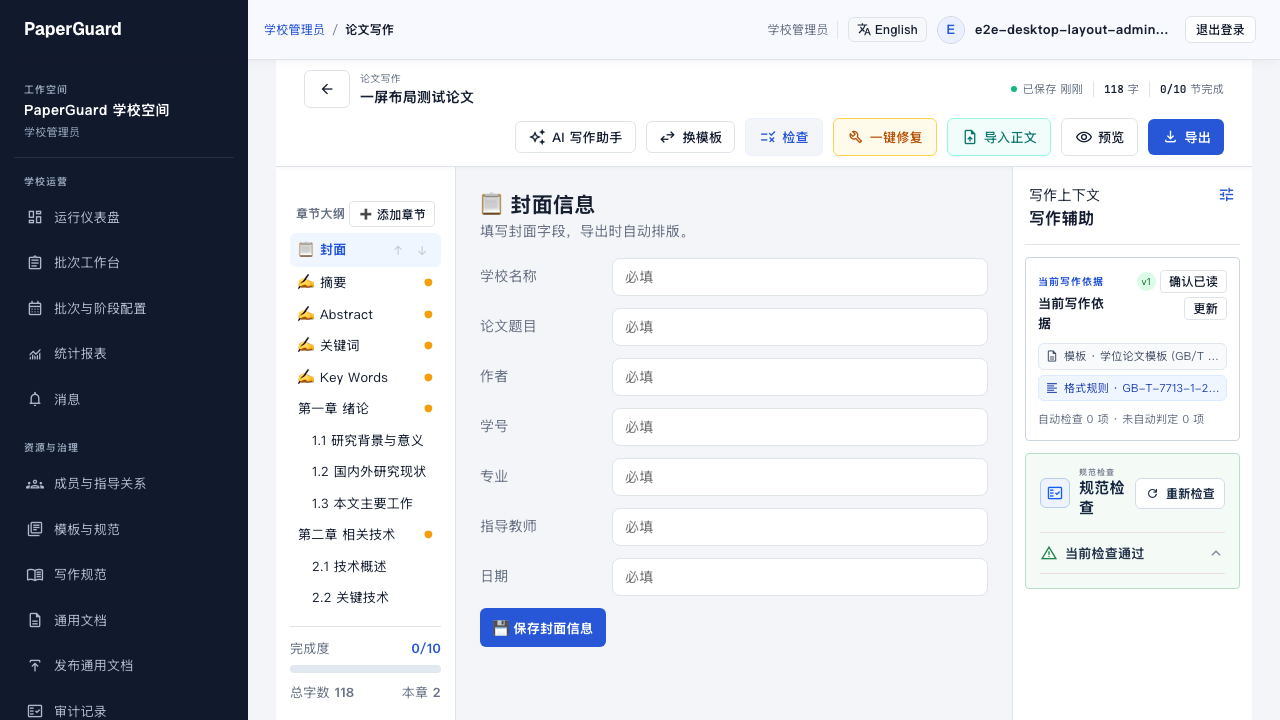 PaperGuard
工作空间
PaperGuard 学校空间
学校管理员
学校运营
运行仪表盘
批次工作台
批次与阶段配置
统计报表
消息
资源与治理
成员与指导关系
模板与规范
写作规范
通用文档
发布通用文档
审计记录
学校管理员 / 论文写作
学校管理员
English
E
e2e-desktop-layout-admin...
退出登录
论文写作
一屏布局测试论文
已保存 刚刚
118 字
0/10 节完成
AI 写作助手
换模板
检查
一键修复
导入正文
预览
导出
章节大纲
添加章节
封面
摘要
Abstract
关键词
Key Words
第一章 绪论
1.1 研究背景与意义
1.2 国内外研究现状
1.3 本文主要工作
第二章 相关技术
2.1 技术概述
2.2 关键技术
完成度 0/10
总字数 118 本章 2
封面信息
填写封面字段，导出时自动排版。
学校名称 必填
论文题目 必填
作者 必填
学号 必填
专业 必填
指导教师 必填
日期 必填
保存封面信息
写作上下文
写作辅助
当前写作依据
v1
确认已读
当前写作依
据
更新
模板 · 学位论文模板 (GB/T ...
格式规则 · GB-T-7713-1-2...
自动检查 0 项 · 未自动判定 0 项
规范检查
规范检
查
重新检查
当前检查通过